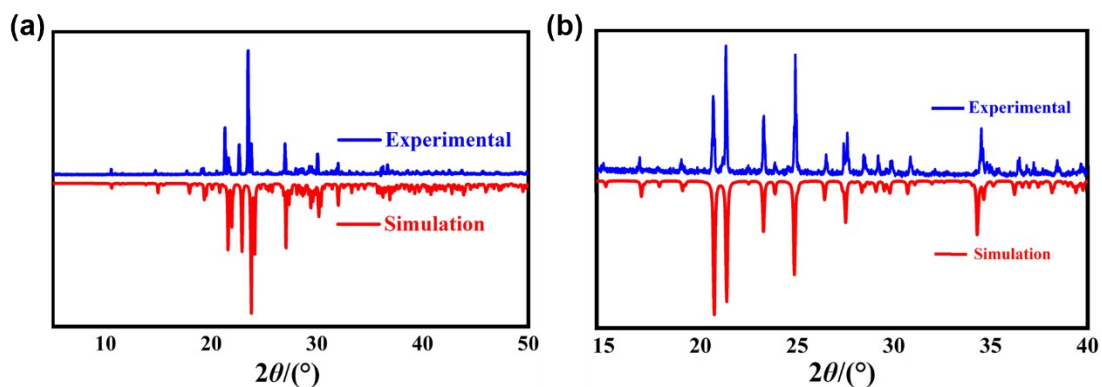 (a)
Experimental
Simulation
10 20 30 40 50
2θ/(°)
(b)
Experimental
Simulation
15 20 25 30 35 40
2θ/(°)